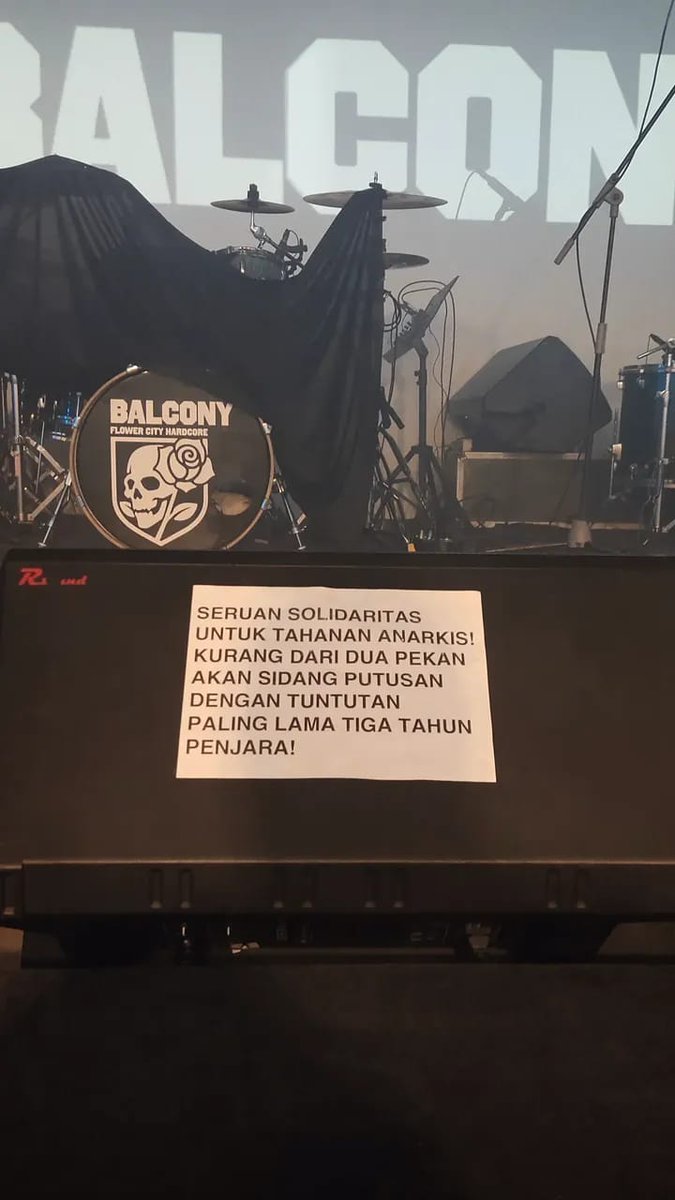 BALCON
BALCONY
FLOWER CITY HARDCORE
SERUAN SOLIDARITAS
UNTUK TAHANAN ANARKIS!
KURANG DARI DUA PEKAN
AKAN SIDANG PUTUSAN
DENGAN TUNTUTAN
PALING LAMA TIGA TAHUN
PENJARA!